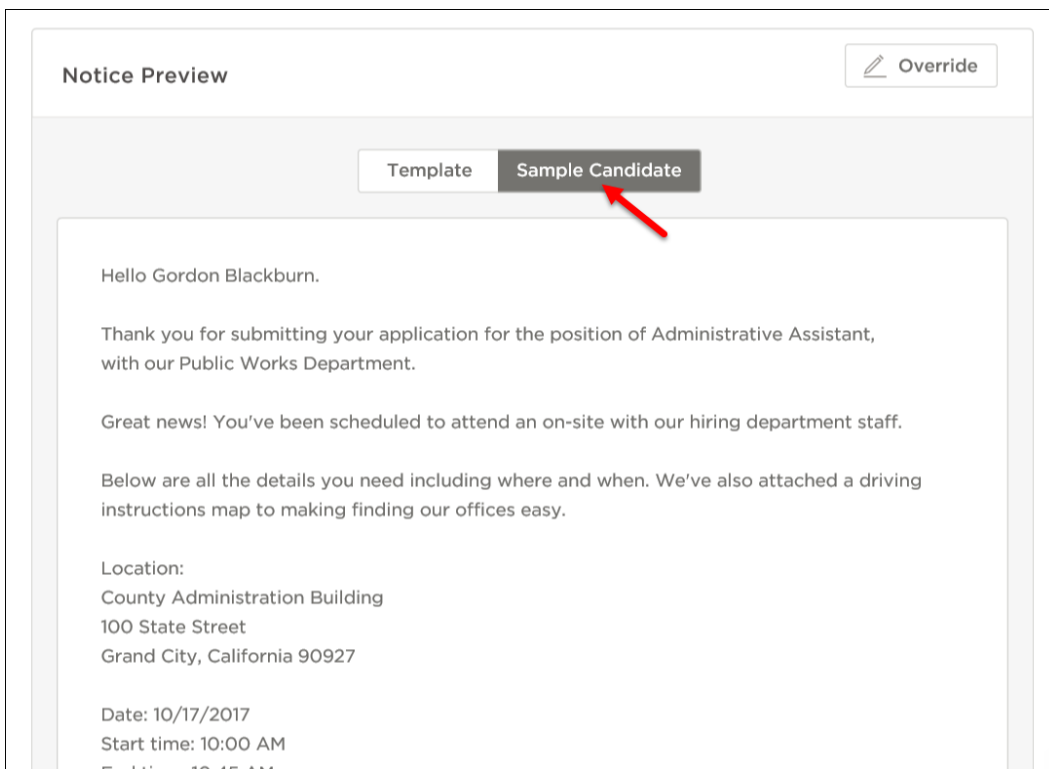 Notice Preview
Override
Template
Sample Candidate
Hello Gordon Blackburn.
Thank you for submitting your application for the position of Administrative Assistant,
with our Public Works Department.
Great news! You've been scheduled to attend an on-site with our hiring department staff.
Below are all the details you need including where and when. We've also attached a driving
instructions map to making finding our offices easy.
Location:
County Administration Building
100 State Street
Grand City, California 90927
Date: 10/17/2017
Start time: 10:00 AM